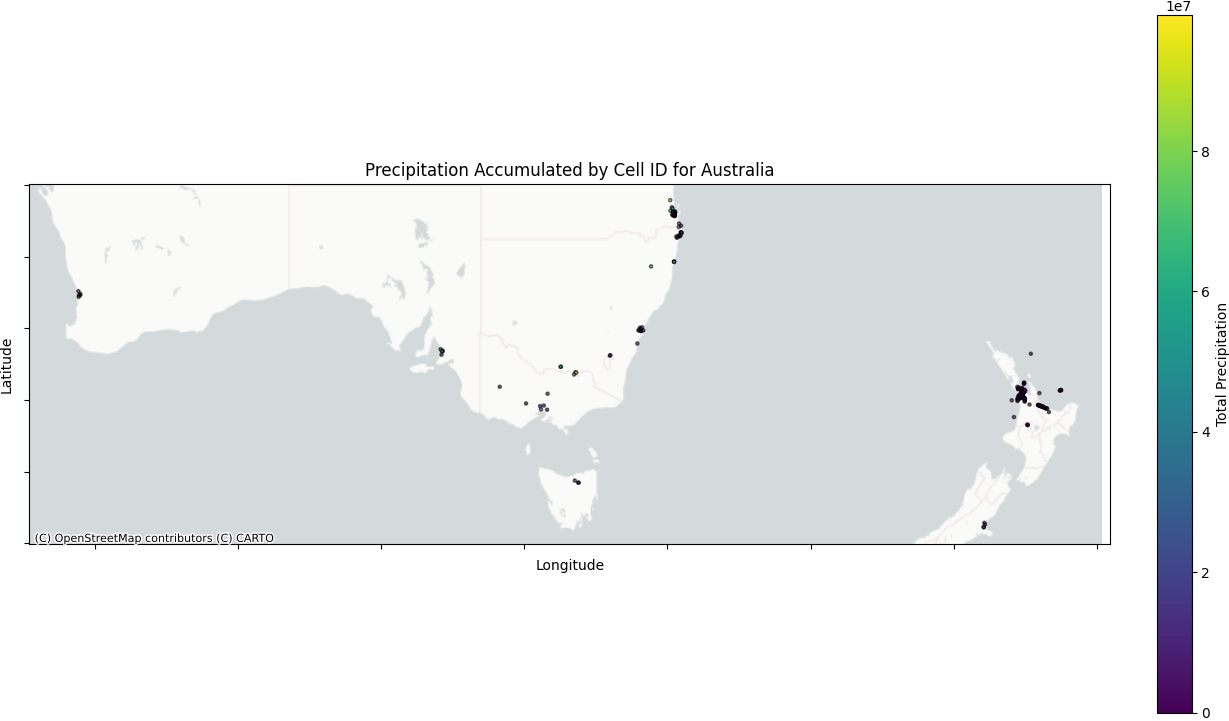 1e7
Precipitation Accumulated by Cell ID for Australia
8
6
4
2
0
Total Precipitation
Latitude
(C) OpenStreetMap contributors (C) CARTO
Longitude